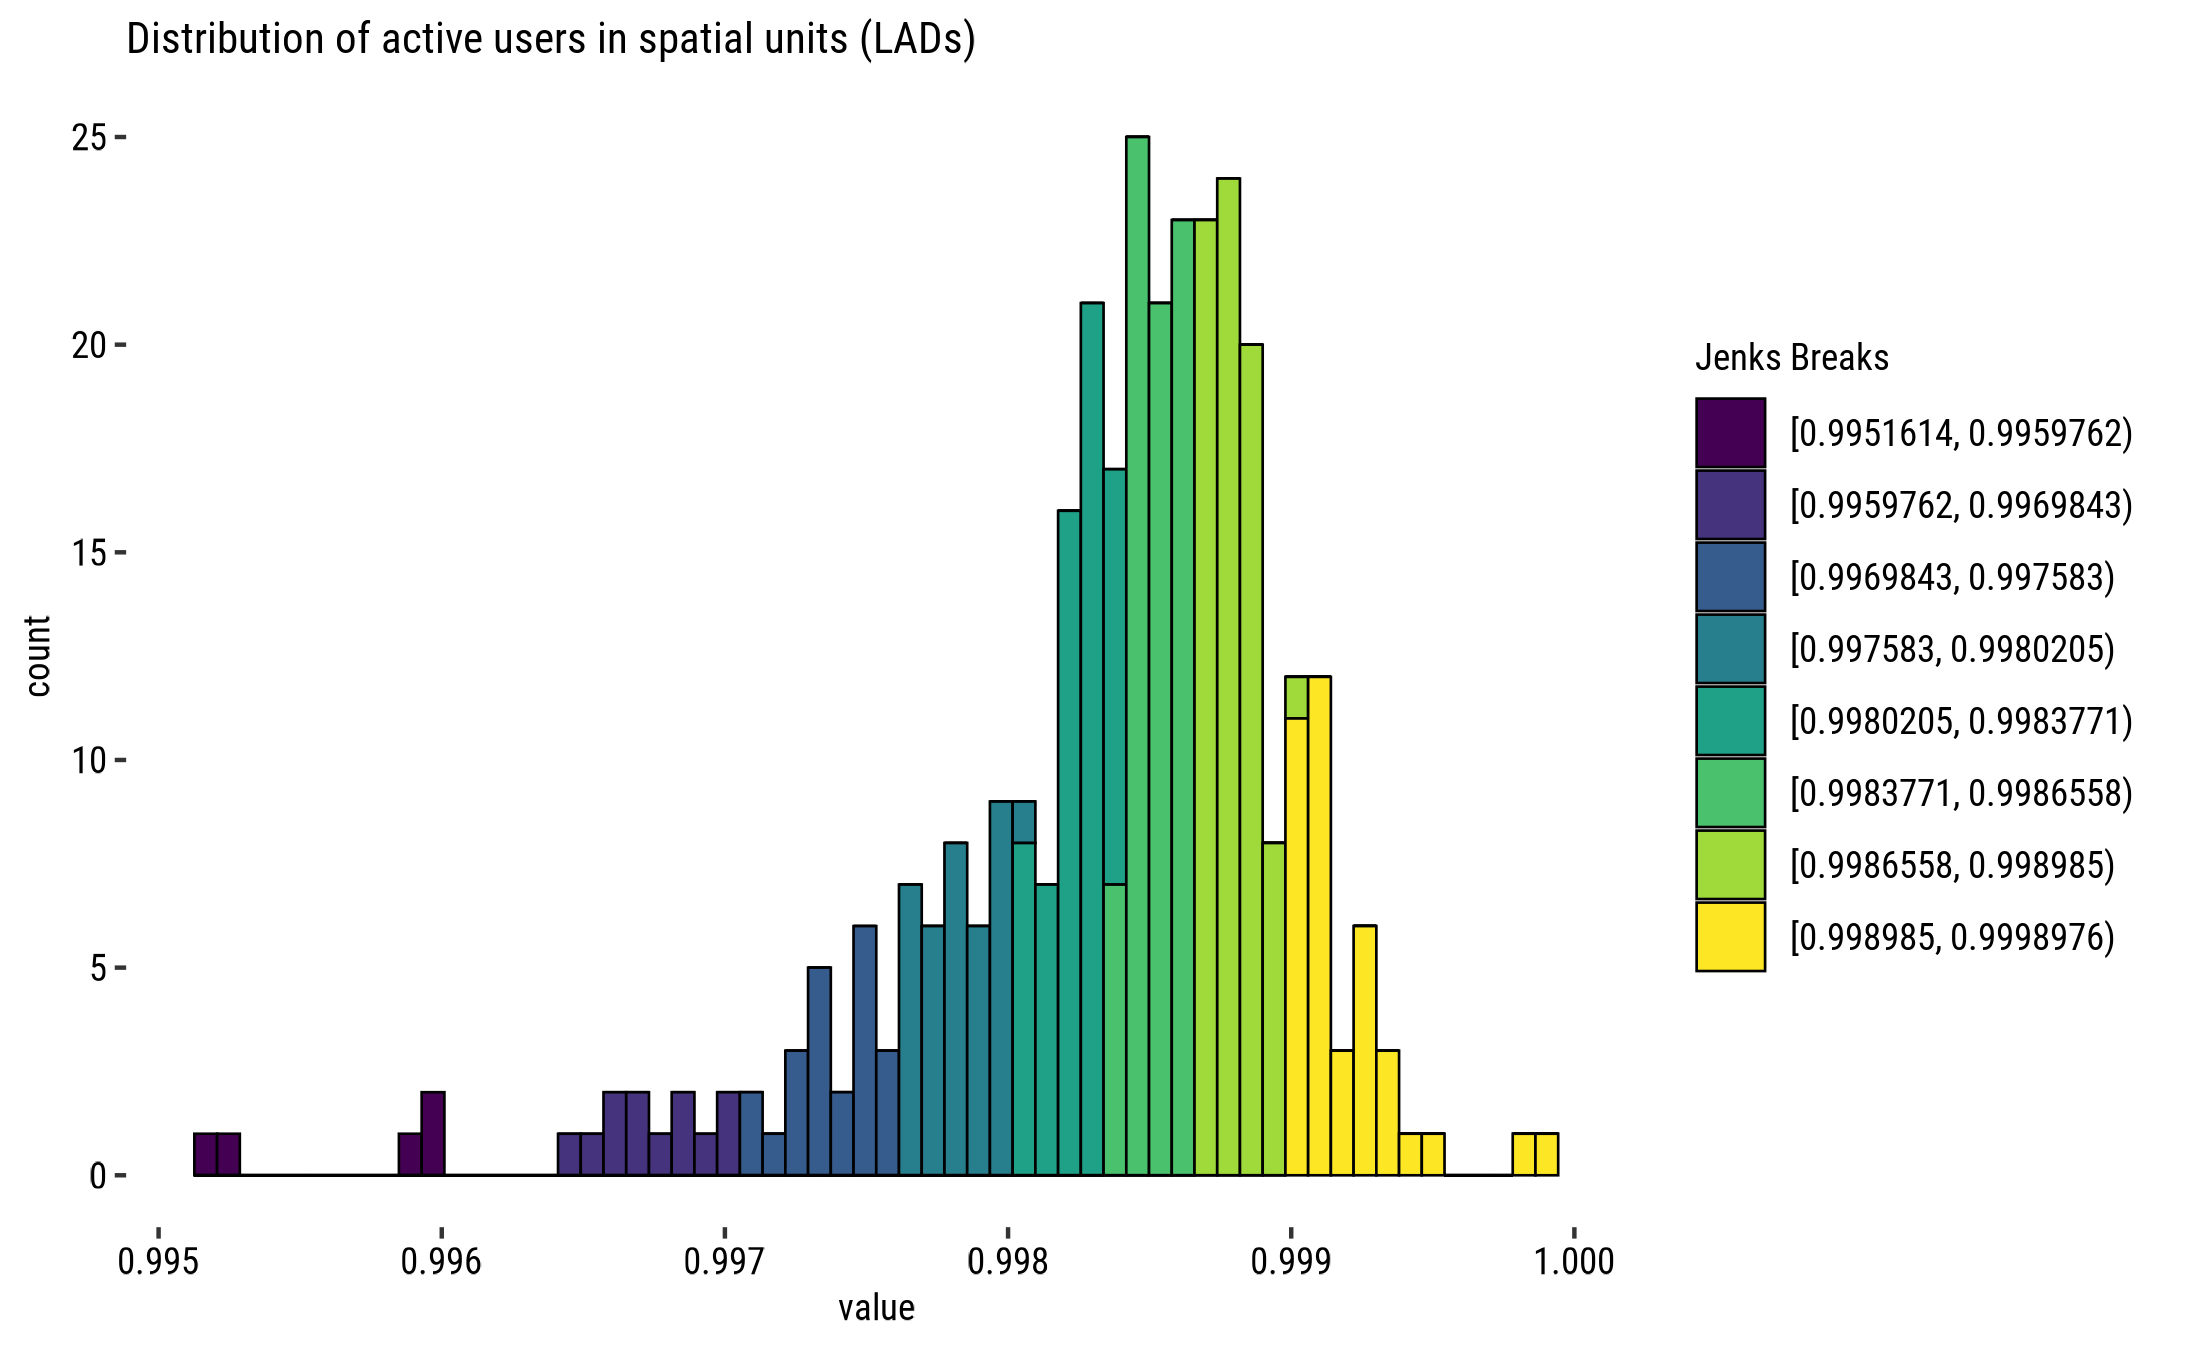 Distribution of active users in spatial units (LADs)
25
20
15
10
5
0
count
0.995 0.996 0.997 0.998 0.999 1.000
value
Jenks Breaks
[0.9951614, 0.9959762)
[0.9959762, 0.9969843)
[0.9969843, 0.997583)
[0.997583, 0.9980205)
[0.9980205, 0.9983771)
[0.9983771, 0.9986558)
[0.9986558, 0.998985)
[0.998985, 0.9998976)